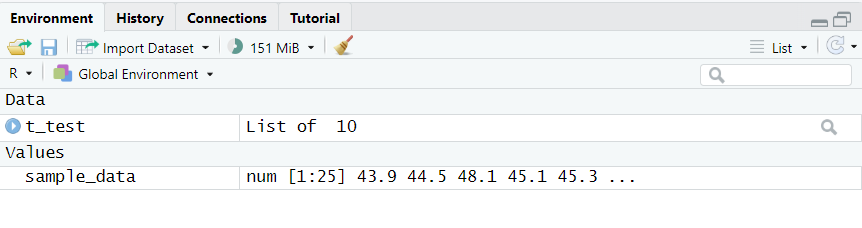 Environment History Connections Tutorial
Import Dataset 151 MiB List
R Global Environment
Data
t_test List of 10
Values
sample_data num [1:25] 43.9 44.5 48.1 45.1 45.3 ...